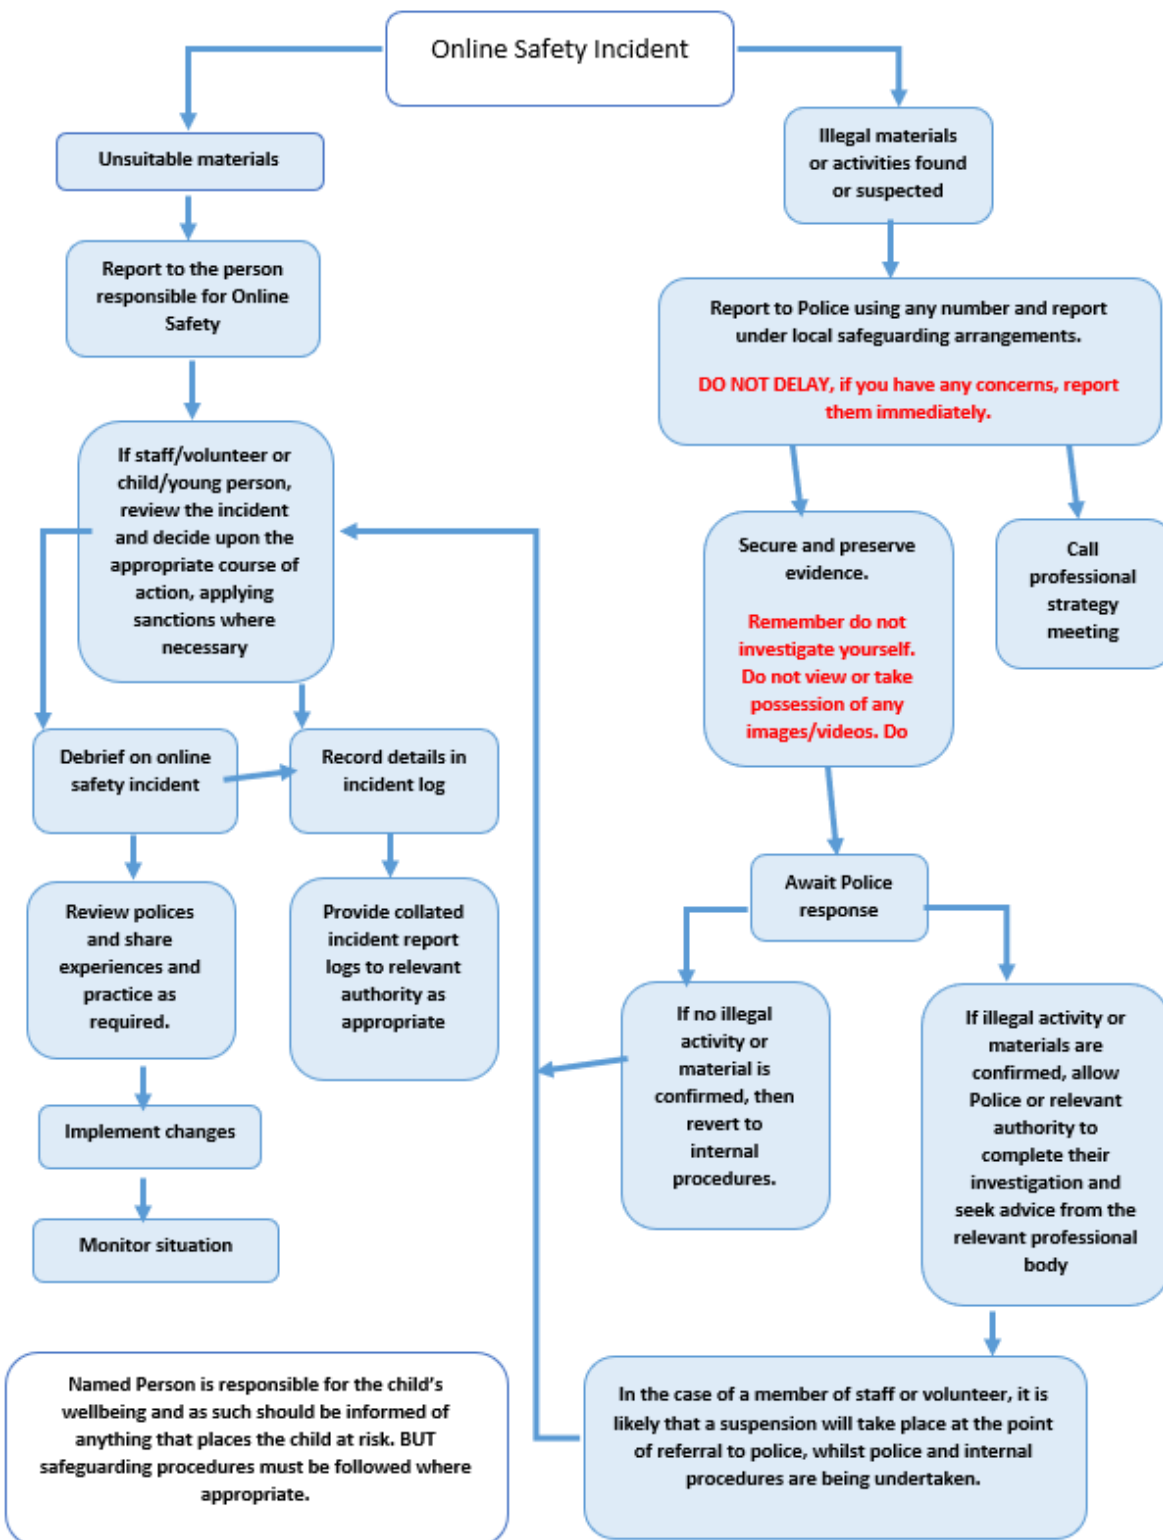 Online Safety Incident
Unsuitable materials
Report to the person
responsible for Online
Safety
If staff/volunteer or
child/young person,
review the incident
and decide upon the
appropriate course of
action, applying
sanctions where
necessary
Debrief on online
safety incident
Record details in
incident log
Review polices
and share
experiences and
practice as
required.
Provide collated
incident report
logs to relevant
authority as
appropriate
Implement changes
Monitor situation
Illegal materials
or activities found
or suspected
Report to Police using any number and report
under local safeguarding arrangements.
DO NOT DELAY, if you have any concerns, report
them immediately.
Secure and preserve
evidence.
Remember do not
investigate yourself.
Do not view or take
possession of any
images/videos. Do
Call
professional
strategy
meeting
Await Police
response
If no illegal
activity or
material is
confirmed, then
revert to
internal
procedures.
If illegal activity or
materials are
confirmed, allow
Police or relevant
authority to
complete their
investigation and
seek advice from the
relevant professional
body
In the case of a member of staff or volunteer, it is
likely that a suspension will take place at the point
of referral to police, whilst police and internal
procedures are being undertaken.
Named Person is responsible for the child's
wellbeing and as such should be informed of
anything that places the child at risk. BUT
safeguarding procedures must be followed where
appropriate.